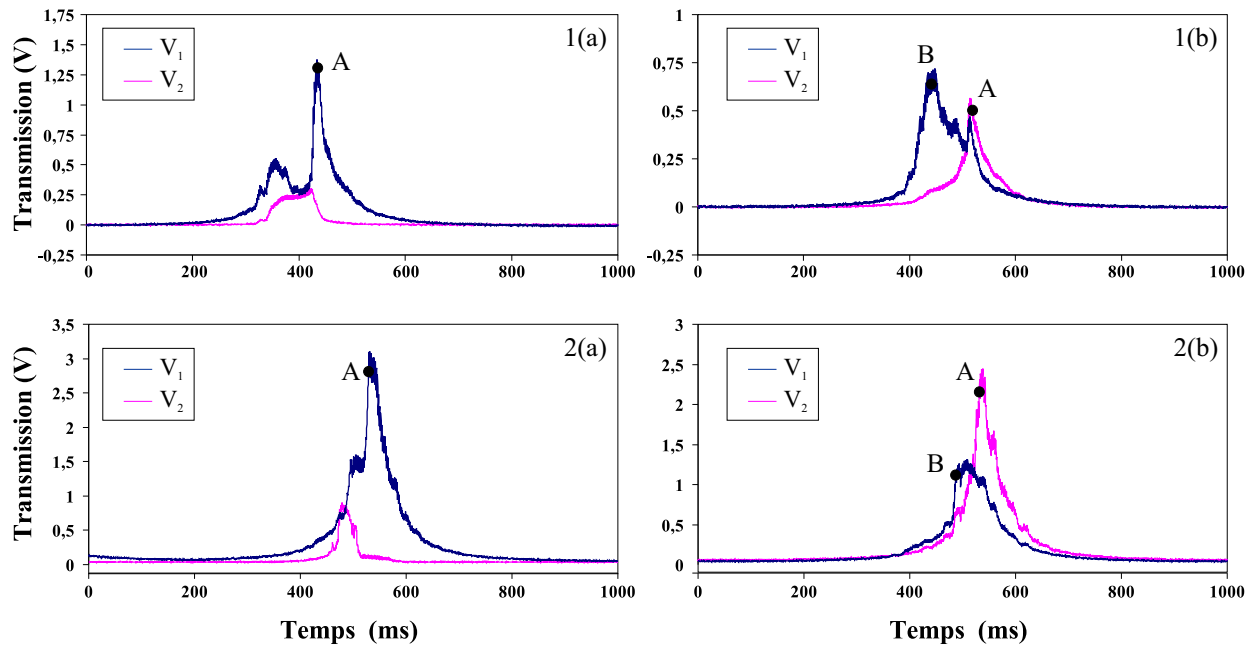 1(a)
V₁
V₂
A
Transmission (V)
1,75
1,5
1,25
1
0,75
0,5
0,25
0
-0,25
0 200 400 600 800 1000
1(b)
V₁
V₂
B
A
1
0,75
0,5
0,25
0
-0,25
0 200 400 600 800 1000
2(a)
V₁
V₂
A
Transmission (V)
3,5
3
2,5
2
1,5
1
0,5
0
0 200 400 600 800 1000
Temps (ms)
2(b)
V₁
V₂
A
B
3
2,5
2
1,5
1
0,5
0
0 200 400 600 800 1000
Temps (ms)